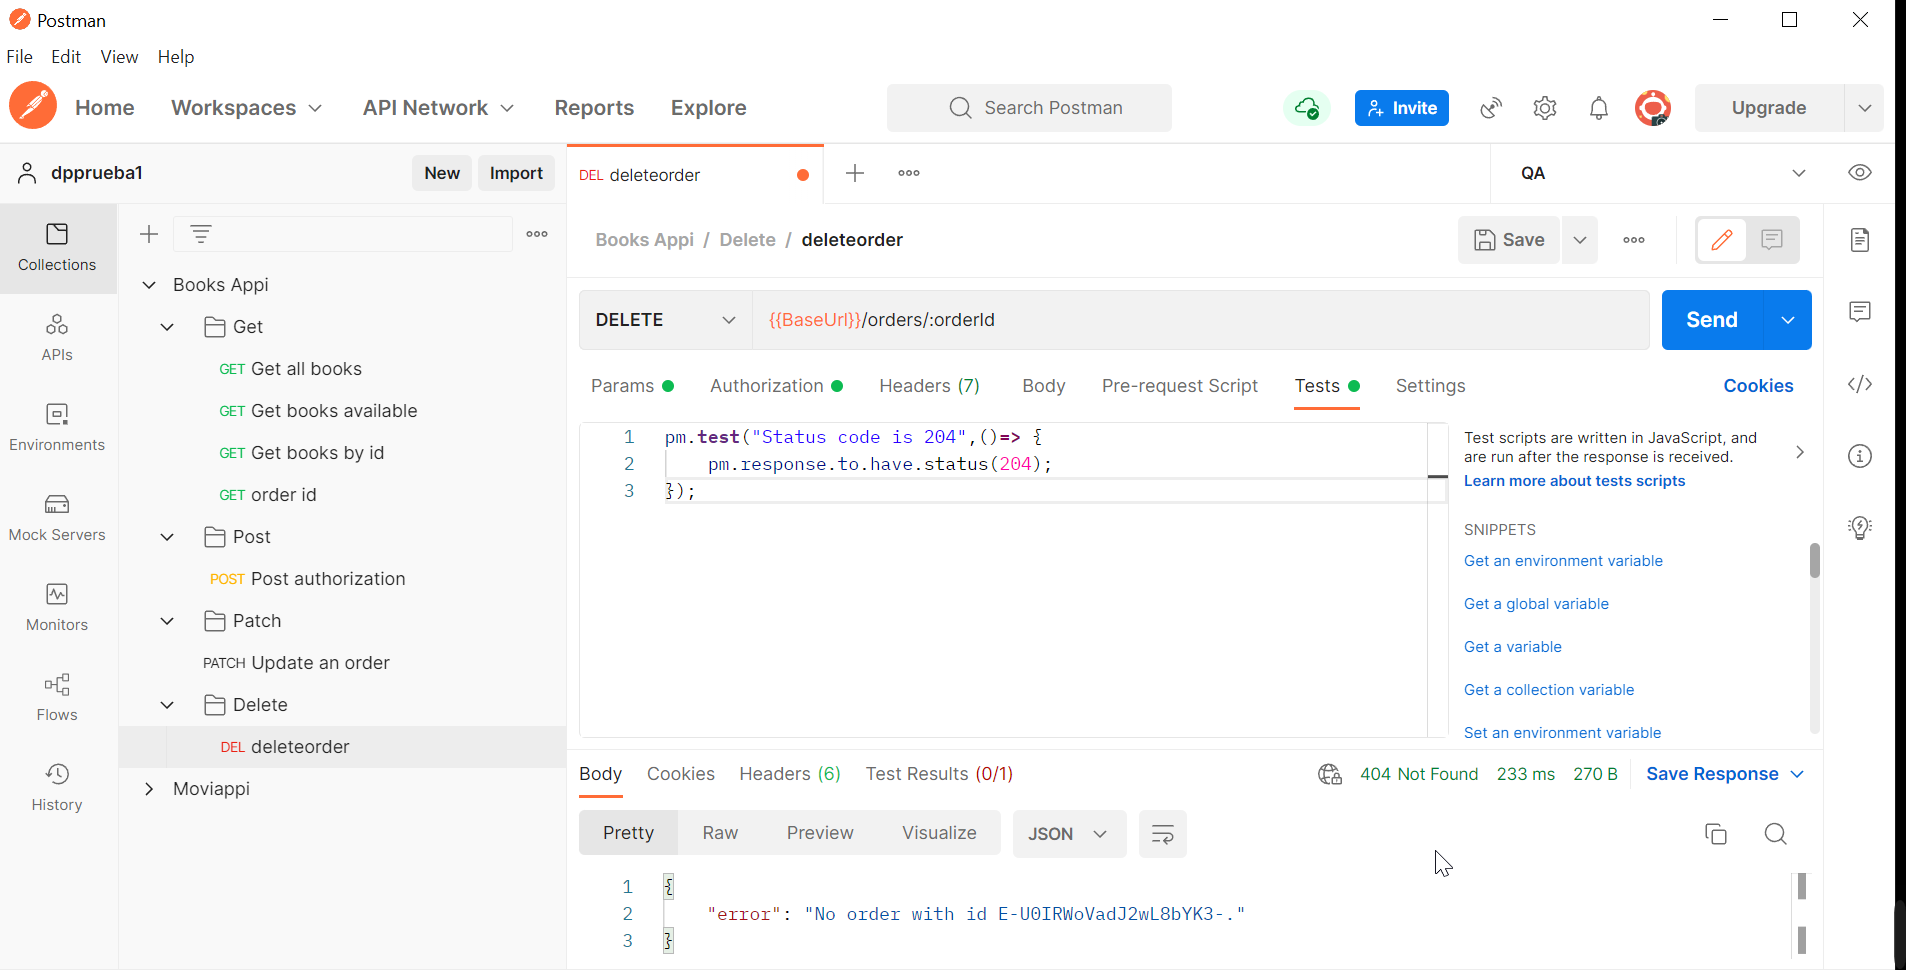 Postman
File Edit View Help
Home Workspaces API Network Reports Explore Search Postman Invite Upgrade
dpprueba1 New Import
DEL deleteorder
QA
Collections
APIs
Environments
Mock Servers
Monitors
Flows
History
Books Appi
Get
GET Get all books
GET Get books available
GET Get books by id
GET order id
Post
POST Post authorization
Patch
PATCH Update an order
Delete
DEL deleteorder
Moviappi
Books Appi / Delete / deleteorder
Save
DELETE {{BaseUrl}}/orders/:orderId
Send
Params Authorization Headers (7) Body Pre-request Script Tests Settings Cookies
1 pm.test("Status code is 204",()=> {
2 pm.response.to.have.status(204);
3 });
Test scripts are written in JavaScript, and
are run after the response is received.
Learn more about tests scripts
SNIPPETS
Get an environment variable
Get a global variable
Get a variable
Get a collection variable
Set an environment variable
Body Cookies Headers (6) Test Results (0/1) 404 Not Found 233 ms 270 B Save Response
Pretty Raw Preview Visualize JSON
1 {
2 "error": "No order with id E-U0IRWoVadJ2wL8bYK3-."
3 }